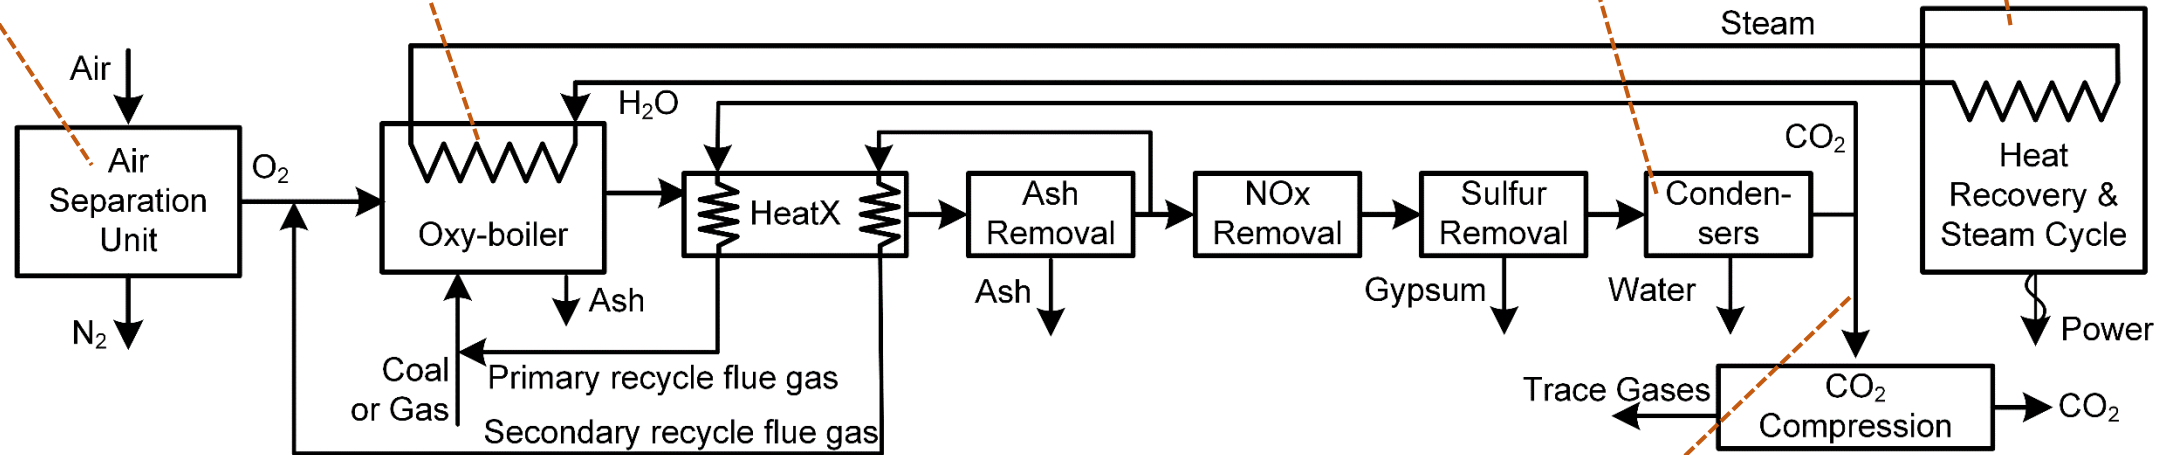 Steam
Air
H₂O
Air
Separation
Unit
O₂
N₂
Oxy-boiler
Ash
Coal
or Gas
Primary recycle flue gas
Secondary recycle flue gas
HeatX
Ash
Removal
Ash
NOx
Removal
Sulfur
Removal
Gypsum
Conden-
sers
Water
CO₂
Heat
Recovery &
Steam Cycle
Power
Trace Gases
CO₂
Compression
CO₂